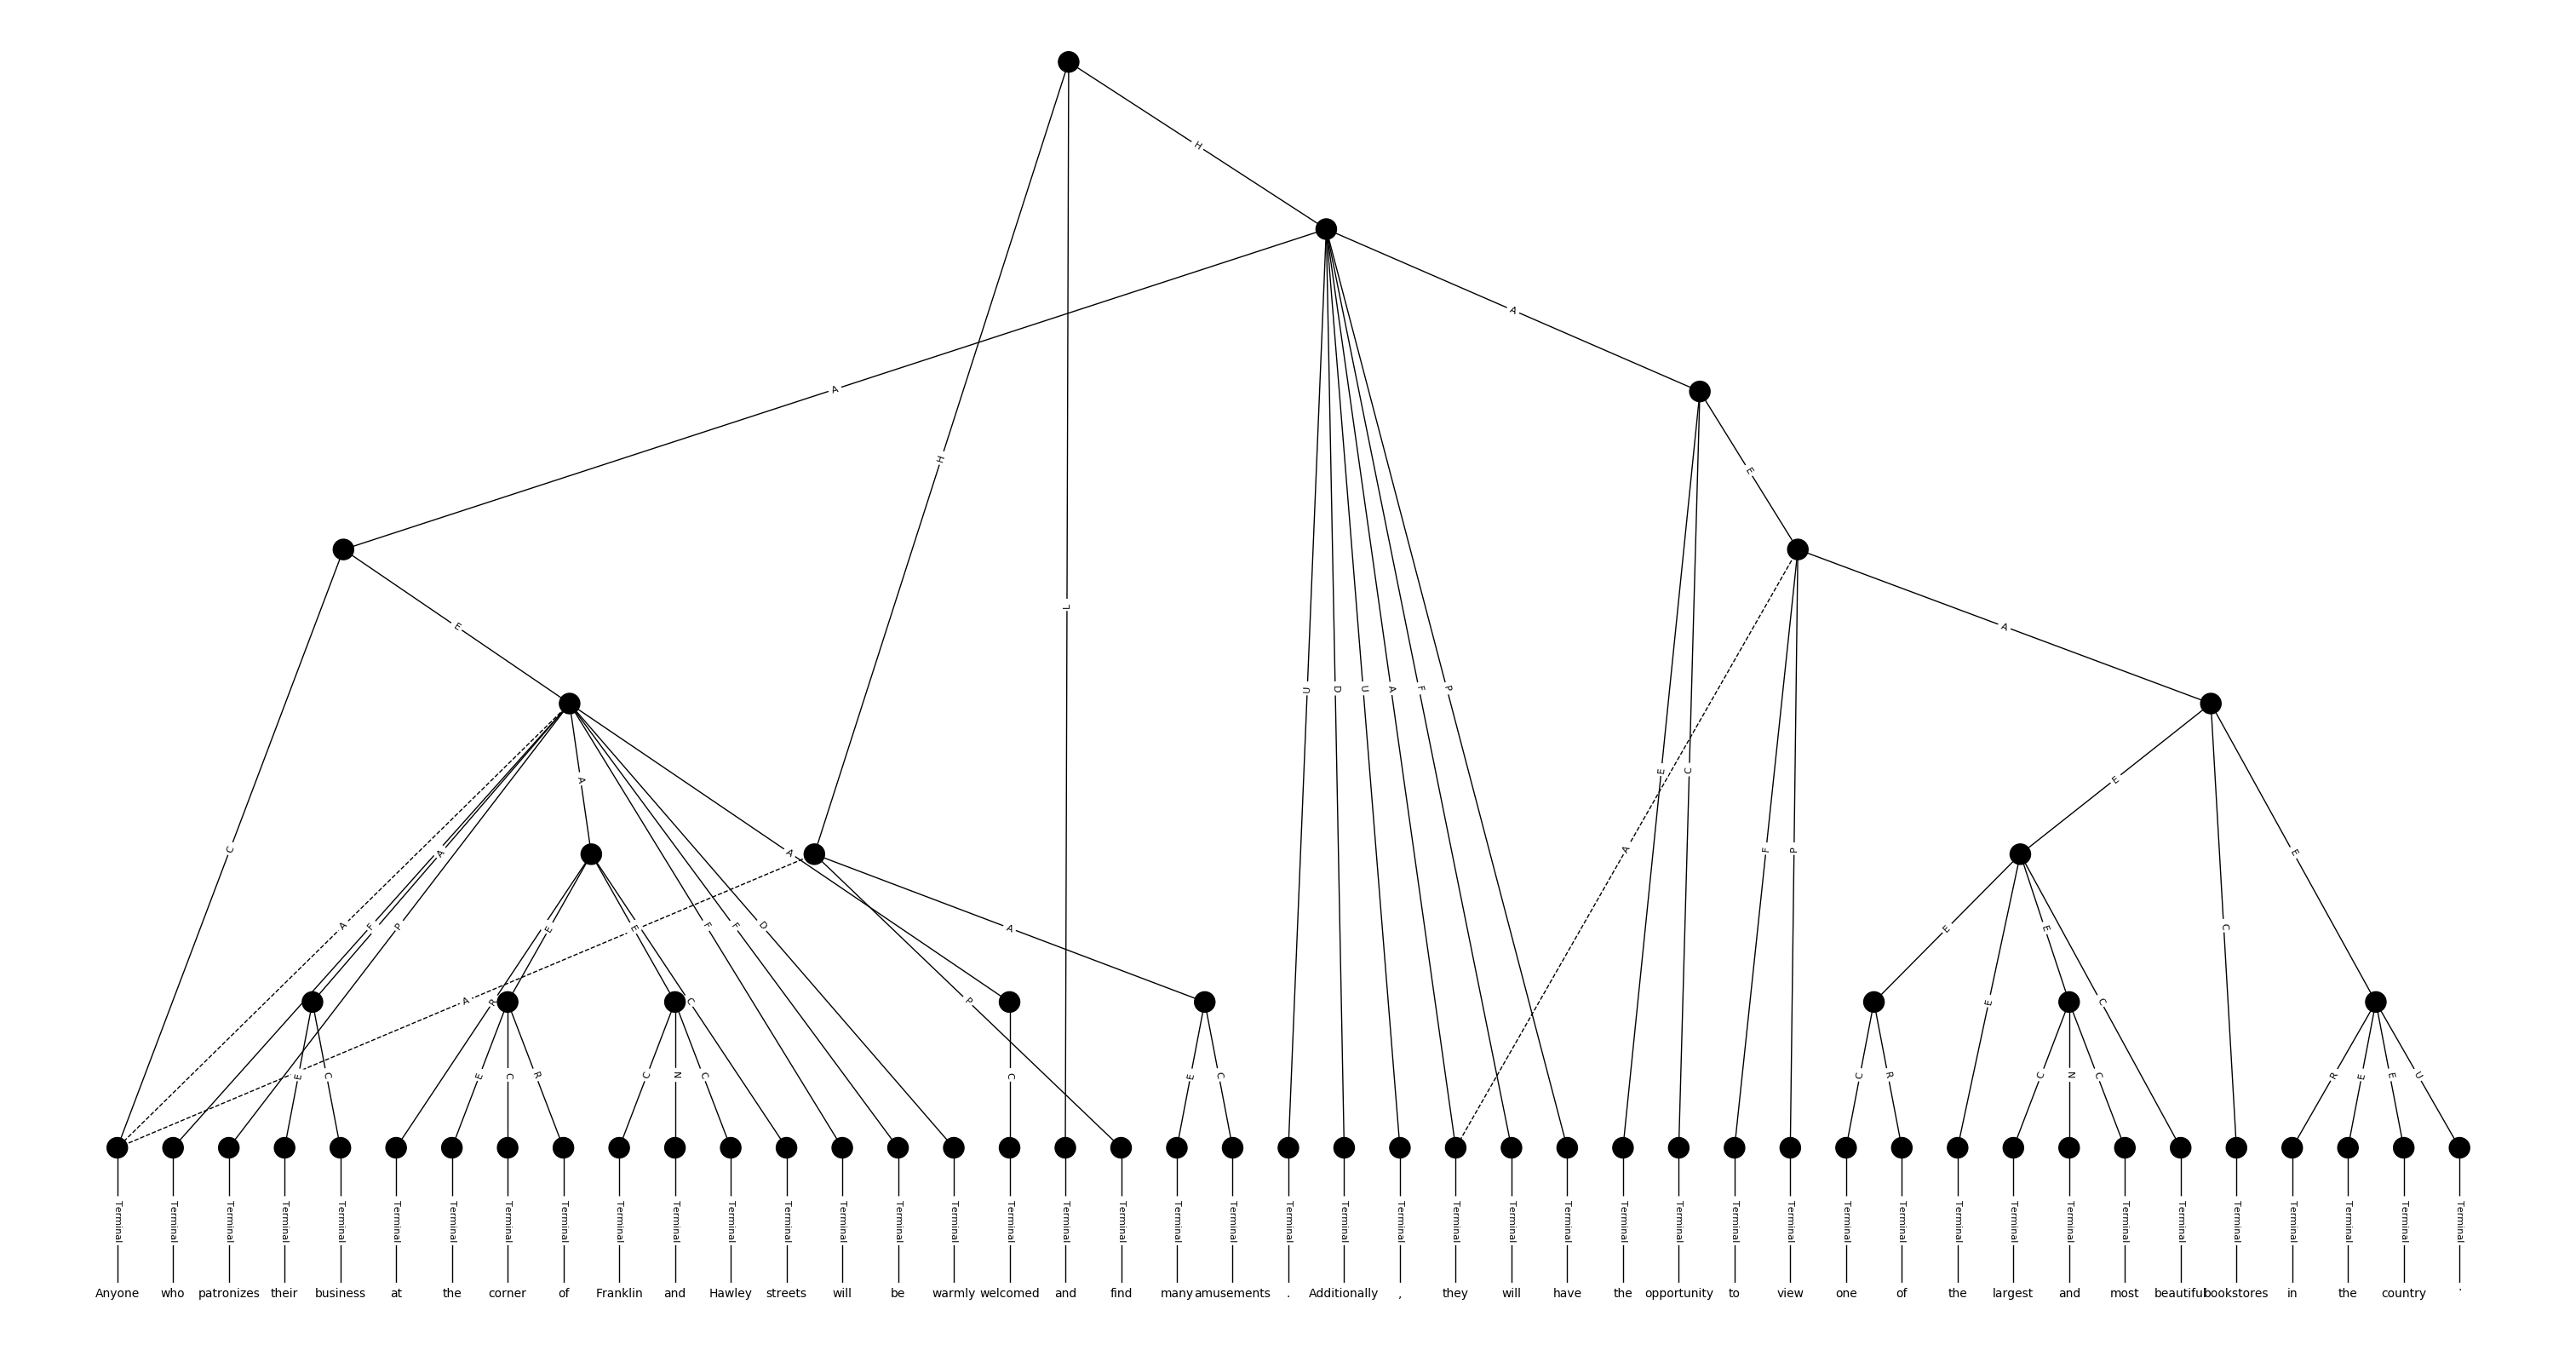 H
A
A
H
E
E
L
A
U D U A F P
E C
A
E
C
A
A
F P
A
E
A F P
F F D
A
E E
E E C
C
E
A R C P
E C
E C R
C N C
C
E C
C R
C N C
R E E U
Terminal Terminal Terminal Terminal Terminal Terminal Terminal Terminal Terminal Terminal Terminal Terminal Terminal Terminal Terminal Terminal Terminal Terminal Terminal Terminal Terminal Terminal Terminal Terminal Terminal Terminal Terminal Terminal Terminal Terminal Terminal Terminal Terminal Terminal Terminal Terminal Terminal Terminal Terminal Terminal Terminal Terminal Terminal
Anyone who patronizes their business at the corner of Franklin and Hawley streets will be warmly welcomed and find many amusements . Additionally , they will have the opportunity to view one of the largest and most beautiful bookstores in the country .